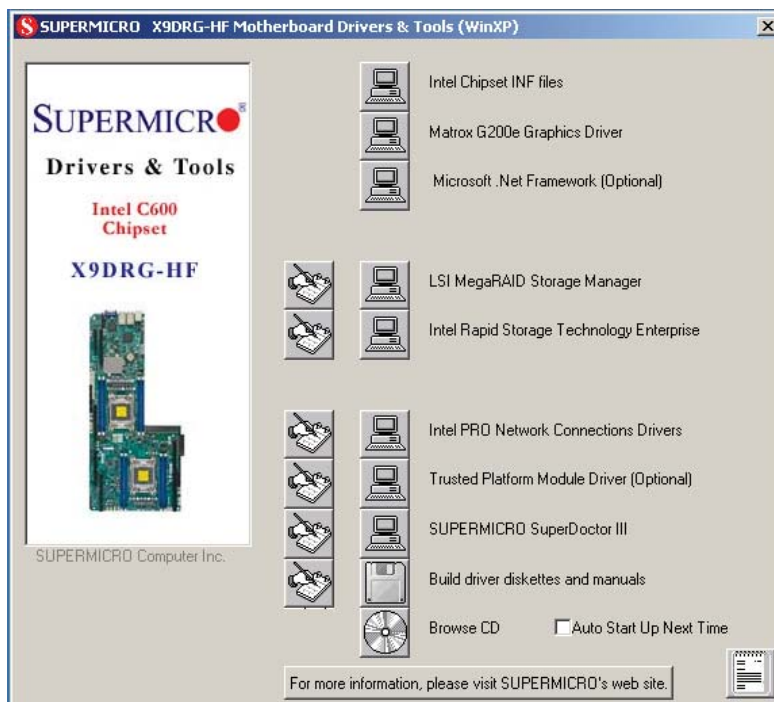 SUPERMICRO X9DRG-HF Motherboard Drivers & Tools (WinXP)
SUPERMICRO®
Drivers & Tools
Intel C600
Chipset
X9DRG-HF
SUPERMICRO Computer Inc.
Intel Chipset INF files
Matrox G200e Graphics Driver
Microsoft .Net Framework (Optional)
LSI MegaRAID Storage Manager
Intel Rapid Storage Technology Enterprise
Intel PRO Network Connections Drivers
Trusted Platform Module Driver (Optional)
SUPERMICRO SuperDoctor III
Build driver diskettes and manuals
Browse CD
Auto Start Up Next Time
For more information, please visit SUPERMICRO's web site.